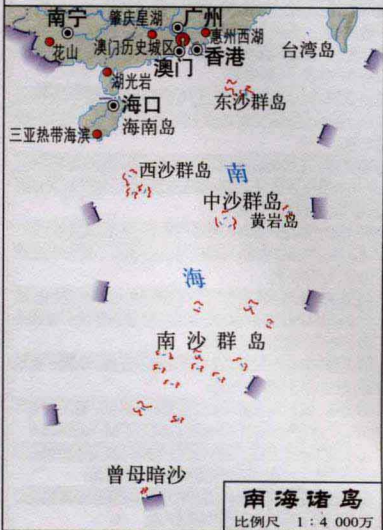 南宁
肇庆星湖
广州
惠州西湖
花山
澳门历史城区
香港
台湾岛
澳门
湖光岩
海口
东沙群岛
海南岛
三亚热带海滨
西沙群岛
南
中沙群岛
黄岩岛
海
南沙群岛
曾母暗沙
南海诸岛
比例尺 1:4 000万